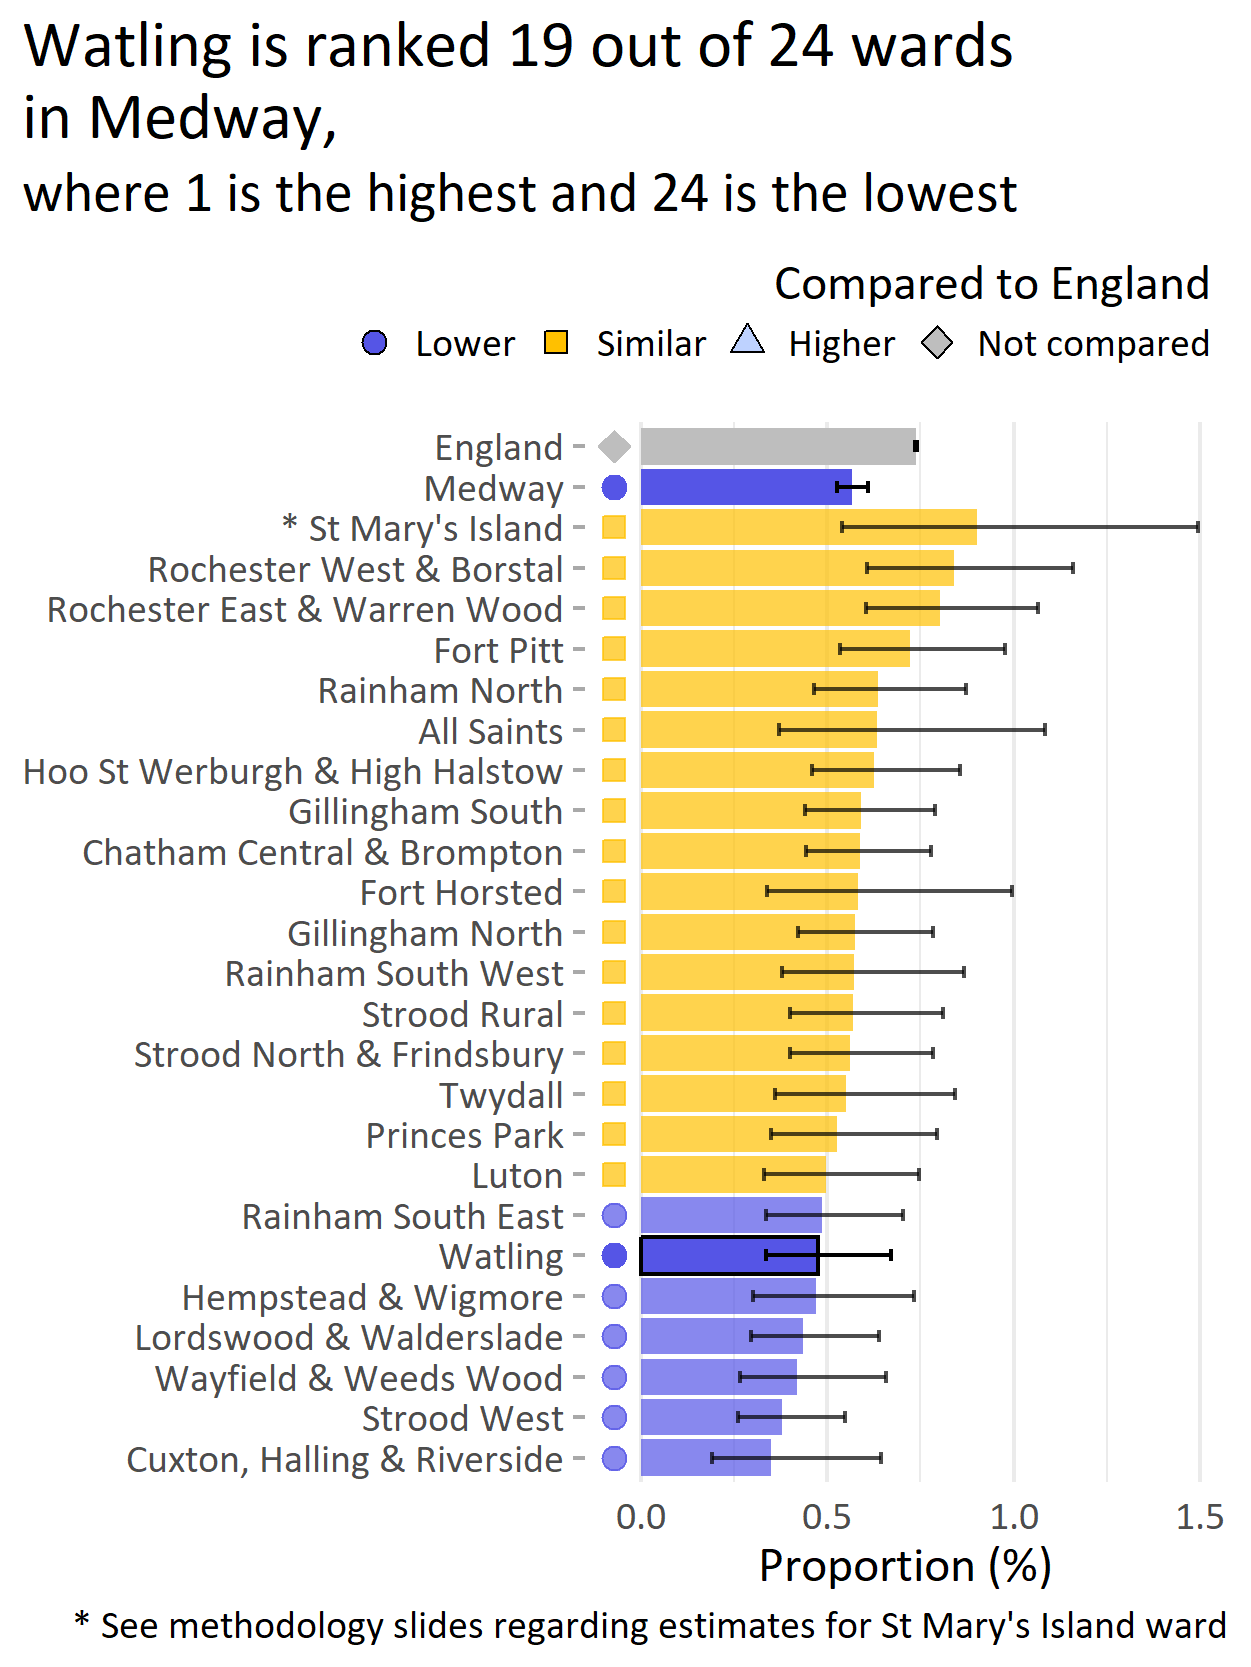 Watling is ranked 19 out of 24 wards
in Medway,
where 1 is the highest and 24 is the lowest
Compared to England
Lower Similar Higher Not compared
England
Medway
* St Mary's Island
Rochester West & Borstal
Rochester East & Warren Wood
Fort Pitt
Rainham North
All Saints
Hoo St Werburgh & High Halstow
Gillingham South
Chatham Central & Brompton
Fort Horsted
Gillingham North
Rainham South West
Strood Rural
Strood North & Frindsbury
Twydall
Princes Park
Luton
Rainham South East
Watling
Hempstead & Wigmore
Lordswood & Walderslade
Wayfield & Weeds Wood
Strood West
Cuxton, Halling & Riverside
0.0 0.5 1.0 1.5
Proportion (%)
* See methodology slides regarding estimates for St Mary's Island ward